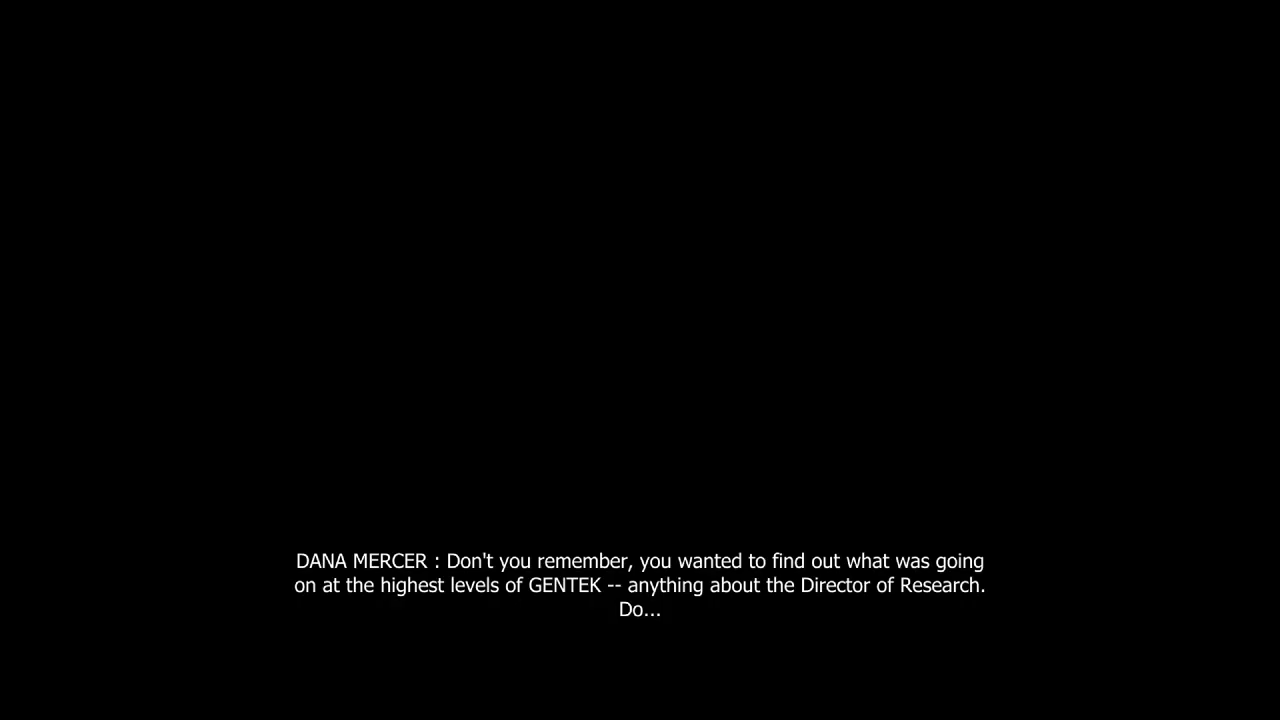 DANA MERCER : Don't you remember, you wanted to find out what was going
on at the highest levels of GENTEK -- anything about the Director of Research.
Do...